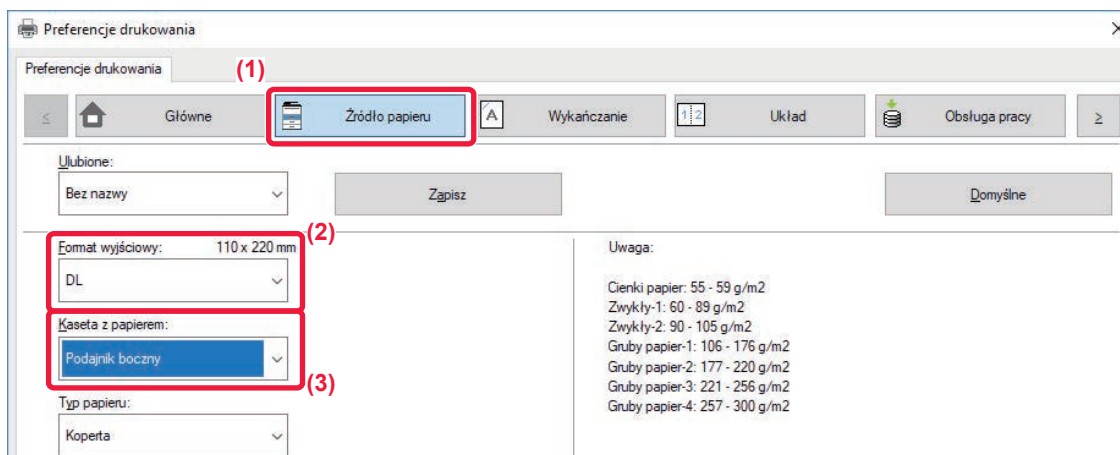 Preferencje drukowania
Preferencje drukowania
(1)
≤ Główne Źródło papieru A Wykańczanie 1 2 Układ Obsługa pracy ≥
Ulubione:
Bez nazwy Zapisz Domyślne
(2)
Format wyjściowy: 110 x 220 mm
DL
Kaseta z papierem:
Podajnik boczny
(3)
Typ papieru:
Koperta
Uwaga:
Cienki papier: 55 - 59 g/m2
Zwykły-1: 60 - 89 g/m2
Zwykły-2: 90 - 105 g/m2
Gruby papier-1: 106 - 176 g/m2
Gruby papier-2: 177 - 220 g/m2
Gruby papier-3: 221 - 256 g/m2
Gruby papier-4: 257 - 300 g/m2